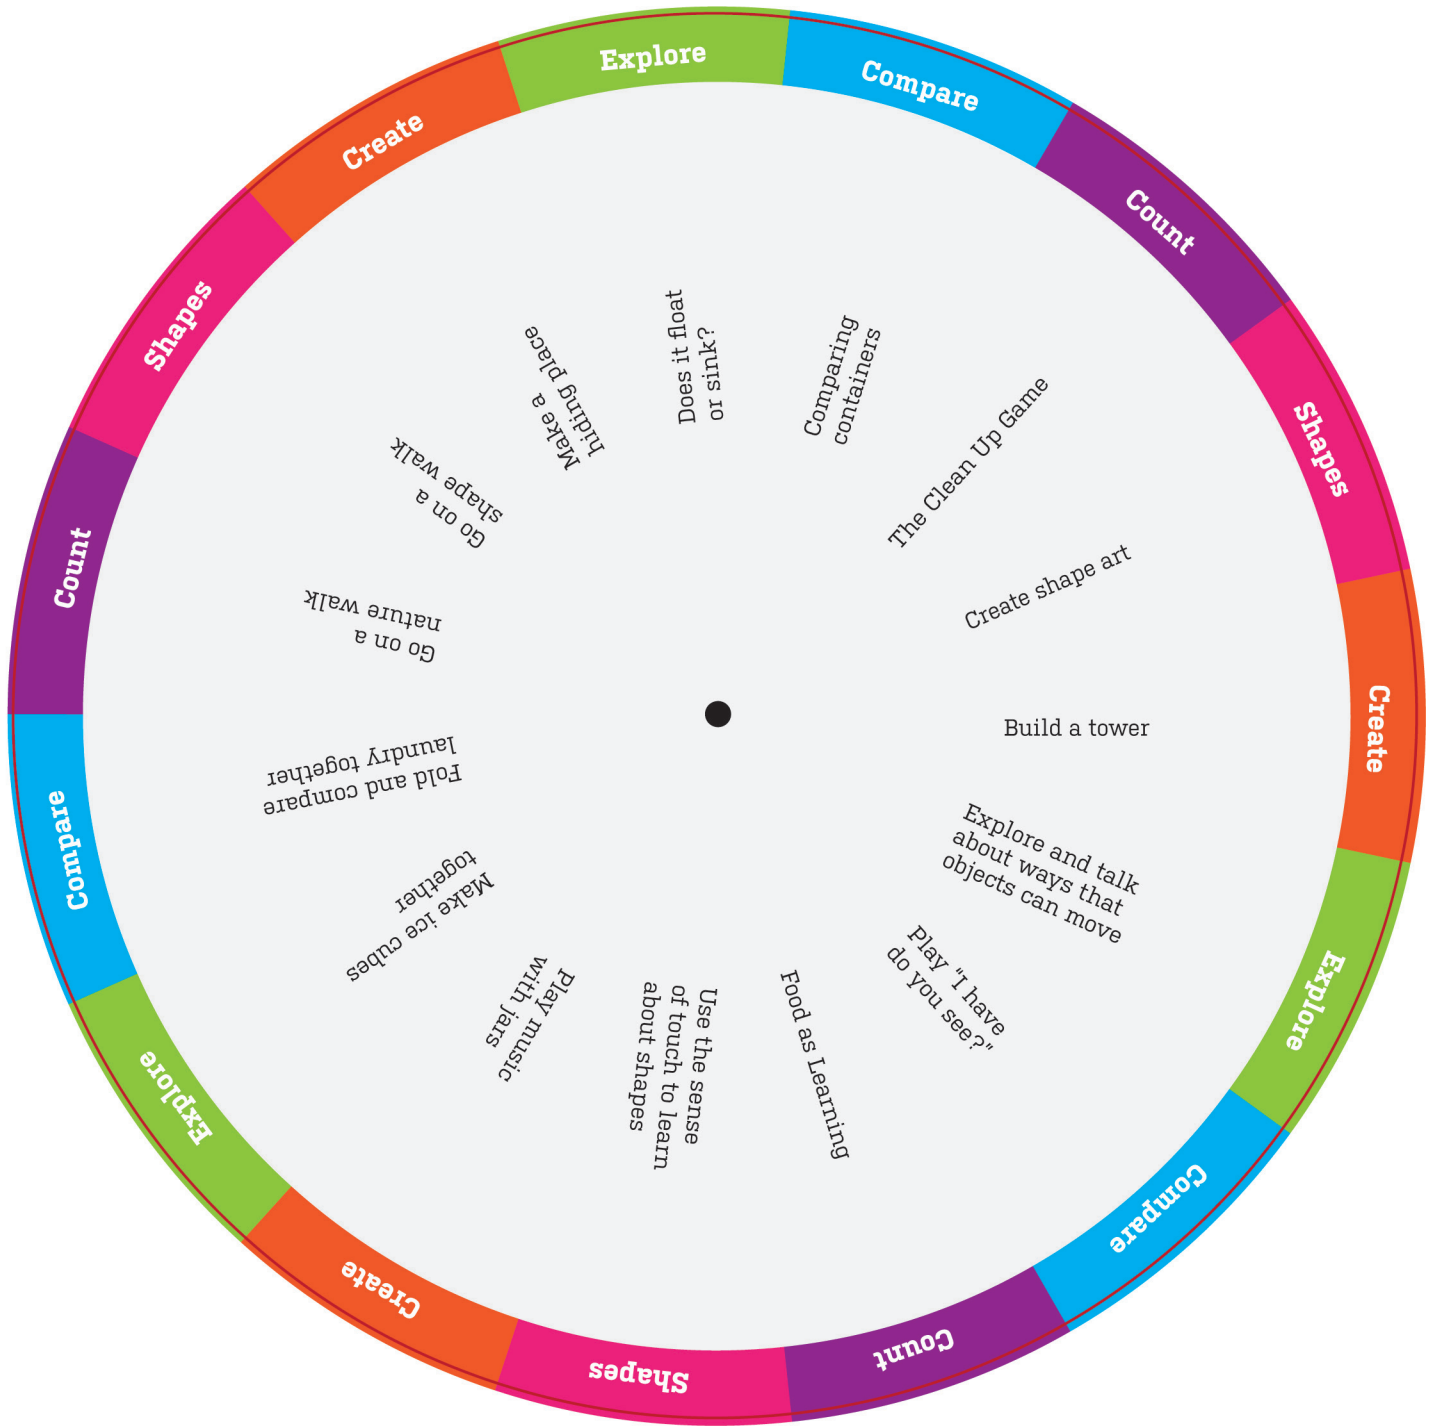 Explore
Compare
Count
Shapes
Create
Explore
Compare
Count
Shapes
Create
Explore
Compare
Count
Shapes
Create
Does it float
or sink?
Comparing
containers
The Clean Up Game
Create shape art
Build a tower
Explore and talk
about ways that
objects can move
Play "I have
do you see?"
Food as Learning
Use the sense
of touch to learn
about shapes
Play music
with jars
Make ice cubes
together
Fold and compare
laundry together
Go on a
nature walk
Go on a
shape walk
Make a
hiding place